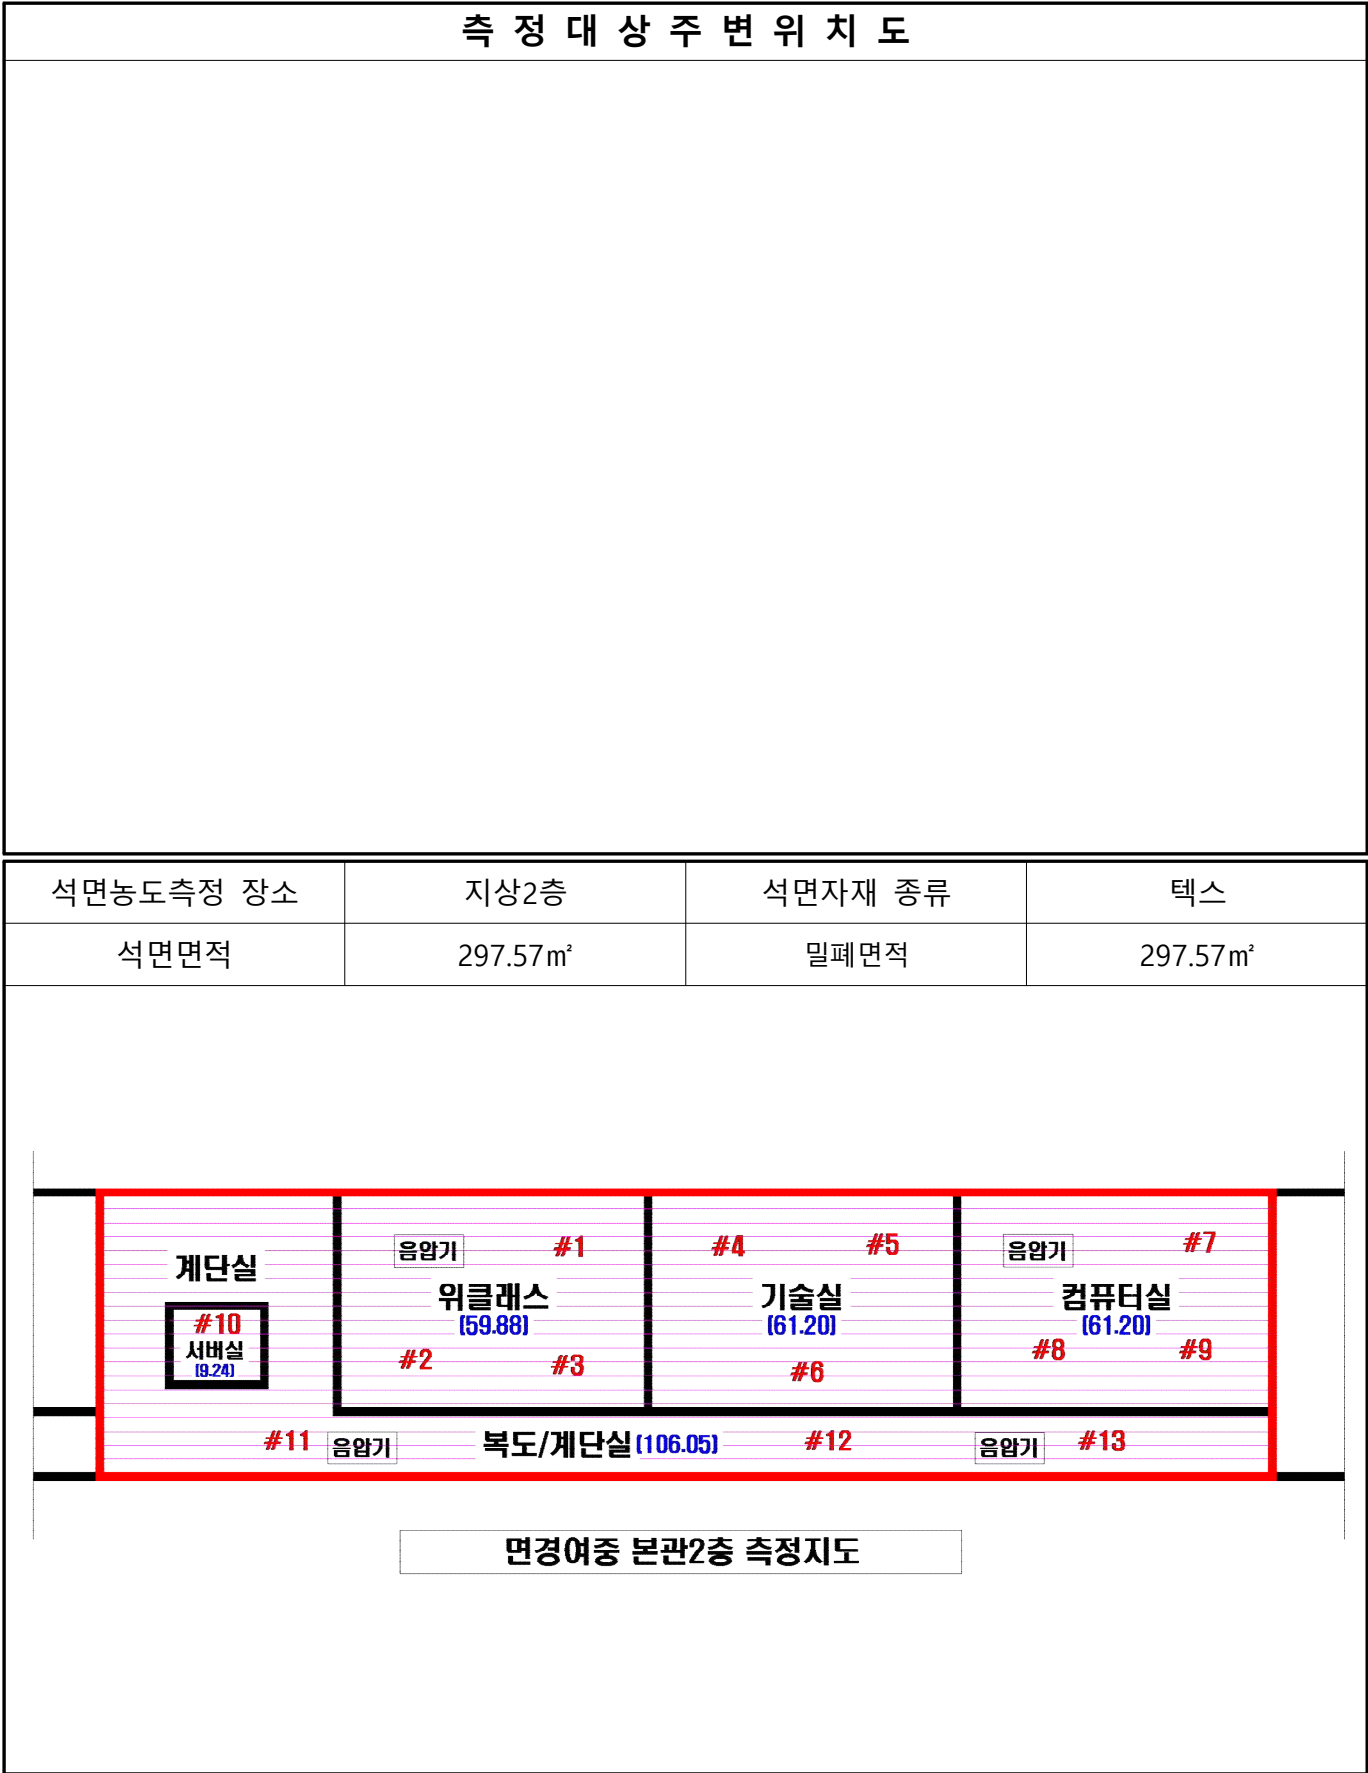 측 정 대 상 주 변 위 치 도
석면농도측정 장소 지상2층 석면자재 종류 텍스
석면면적 297.57㎡ 밀폐면적 297.57㎡
음압기 #1 #4 #5 음압기 #7
계단실
위클래스 기술실 컴퓨터실
(59.88) (61.20) (61.20)
#10
서버실
(9.24)
#2 #3 #6 #8 #9
#11 음압기 복도/계단실(106.05) #12 음압기 #13
면경여중 본관2층 측정지도